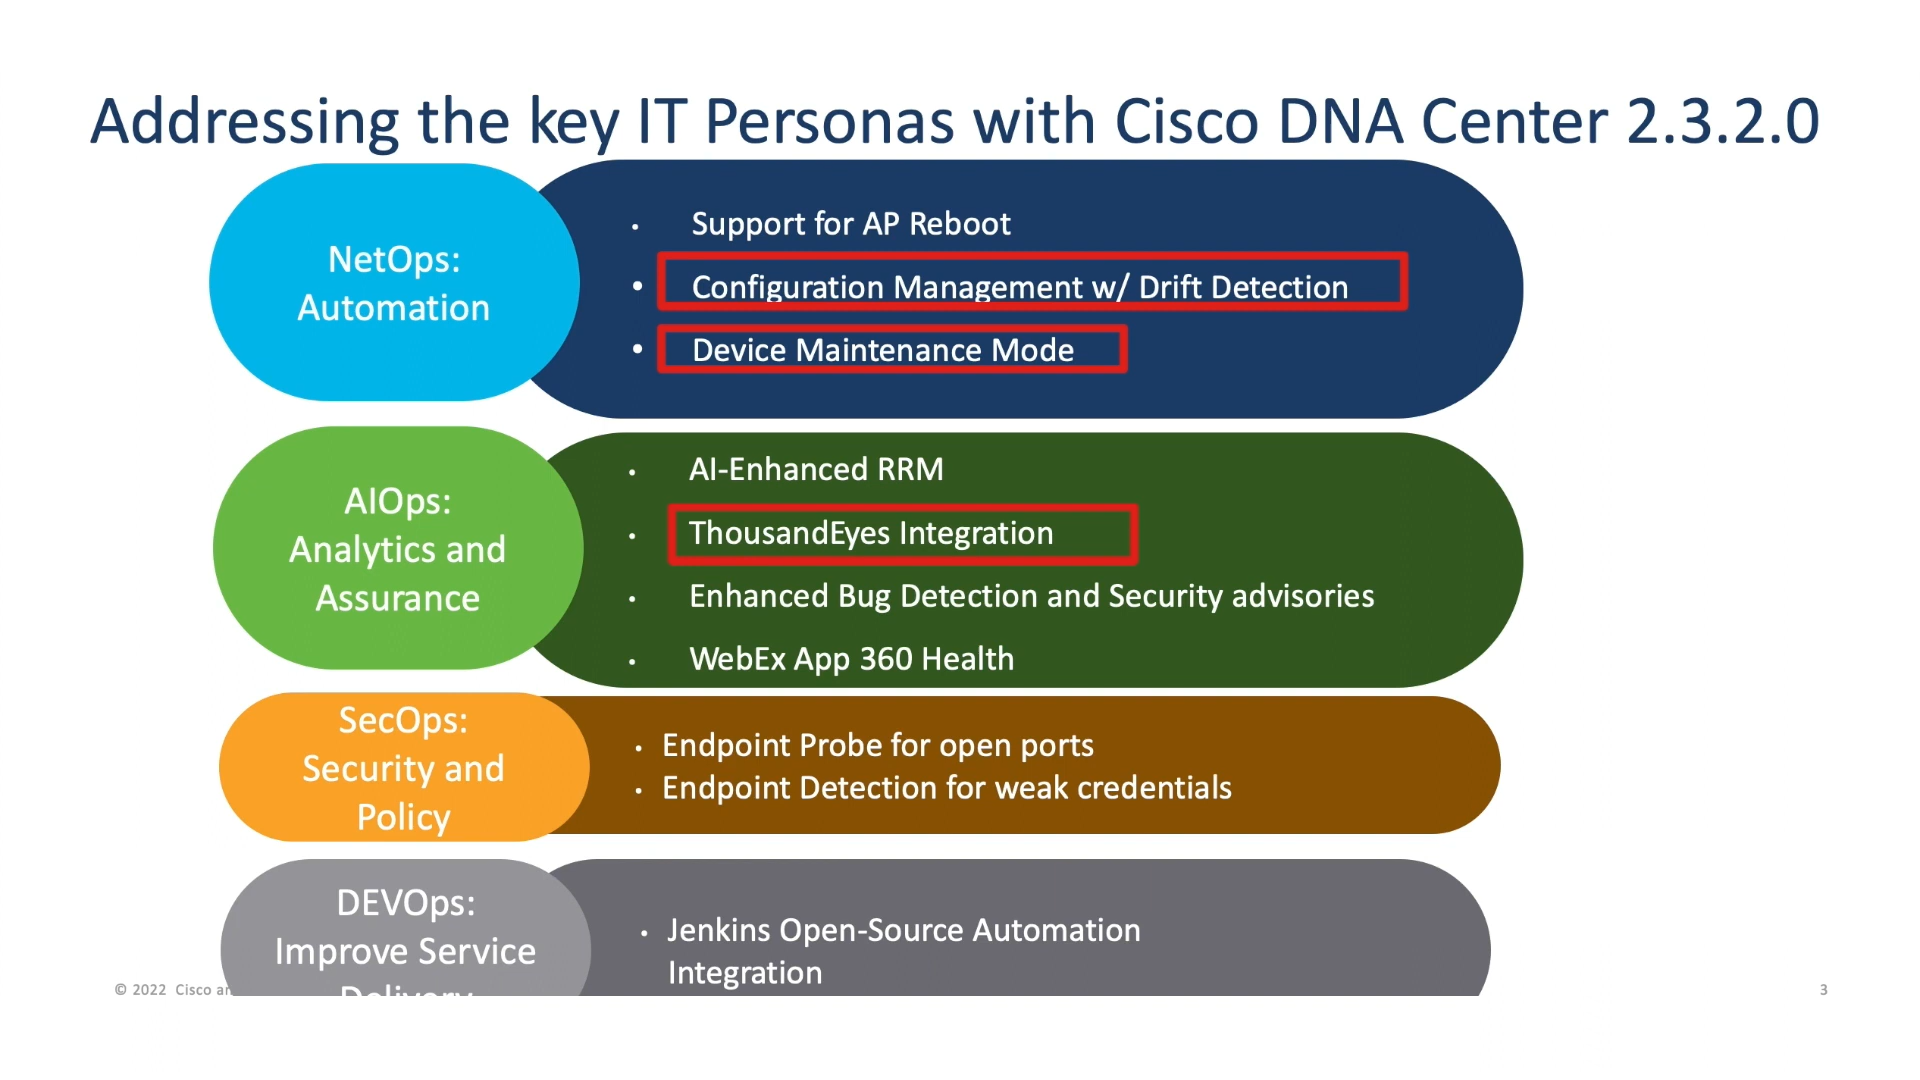 Addressing the key IT Personas with Cisco DNA Center 2.3.2.0
NetOps:
Automation
• Support for AP Reboot
• Configuration Management w/ Drift Detection
• Device Maintenance Mode
AIOps:
Analytics and
Assurance
• AI-Enhanced RRM
• ThousandEyes Integration
• Enhanced Bug Detection and Security advisories
• WebEx App 360 Health
SecOps:
Security and
Policy
• Endpoint Probe for open ports
• Endpoint Detection for weak credentials
DEVOps:
Improve Service
Delivery
• Jenkins Open-Source Automation
Integration
© 2022 Cisco
3